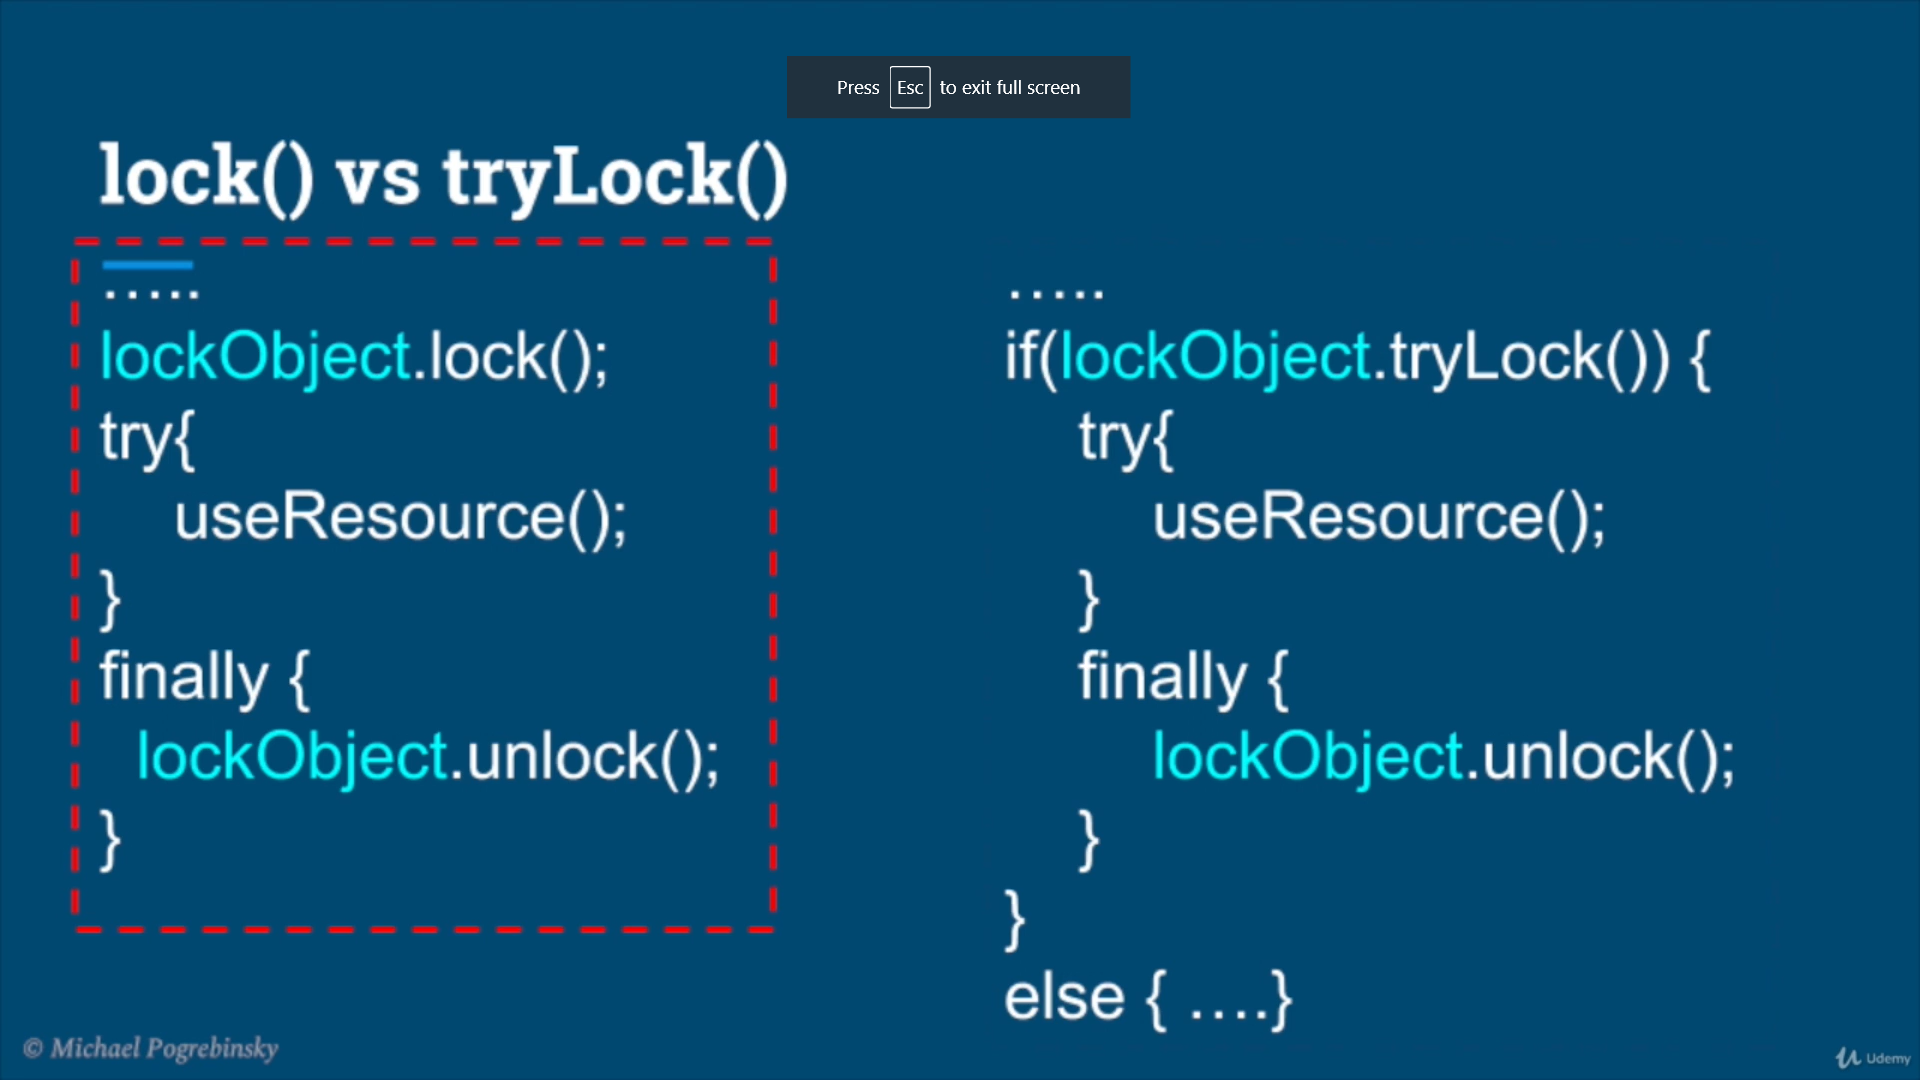 Press Esc to exit full screen
lock() vs tryLock()
.....
lockObject.lock();
try{
useResource();
}
finally {
lockObject.unlock();
}
.....
if(lockObject.tryLock()) {
try{
useResource();
}
finally {
lockObject.unlock();
}
}
else { ....}
© Michael Pogrebinsky
Udemy